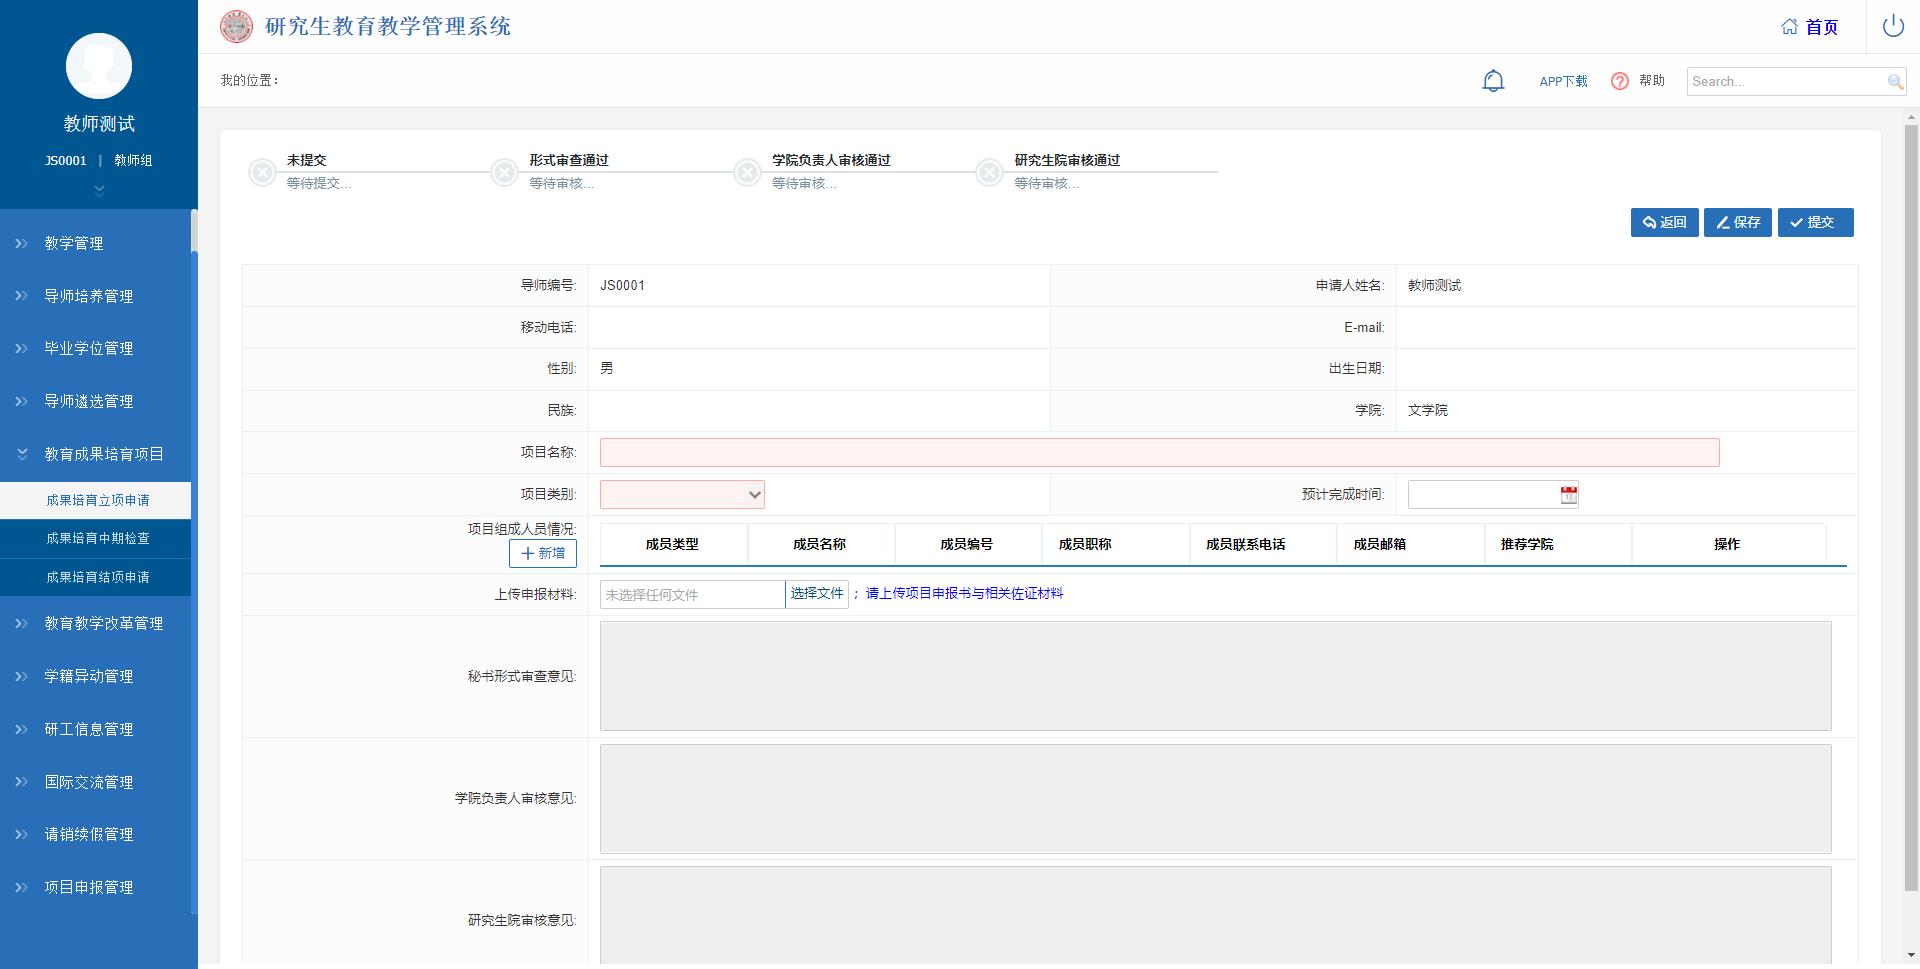 研究生教育教学管理系统
首页
我的位置：
APP下载
帮助
Search...
教师测试
JS0001 | 教师组
教学管理
导师培养管理
毕业学位管理
导师遴选管理
教育成果培育项目
成果培育立项申请
成果培育中期检查
成果培育结项申请
教育教学改革管理
学籍异动管理
研工信息管理
国际交流管理
请销续假管理
项目申报管理
未提交
等待提交...
形式审查通过
等待审核...
学院负责人审核通过
等待审核...
研究生院审核通过
等待审核...
返回
保存
提交
导师编号: JS0001 申请人姓名: 教师测试
移动电话: E-mail:
性别: 男 出生日期:
民族: 学院: 文学院
项目名称:
项目类别: 预计完成时间:
项目组成人员情况:
新增
成员类型 成员名称 成员编号 成员职称 成员联系电话 成员邮箱 推荐学院 操作
上传申报材料: 未选择任何文件 选择文件 ；请上传项目申报书与相关佐证材料
秘书形式审查意见:
学院负责人审核意见:
研究生院审核意见: